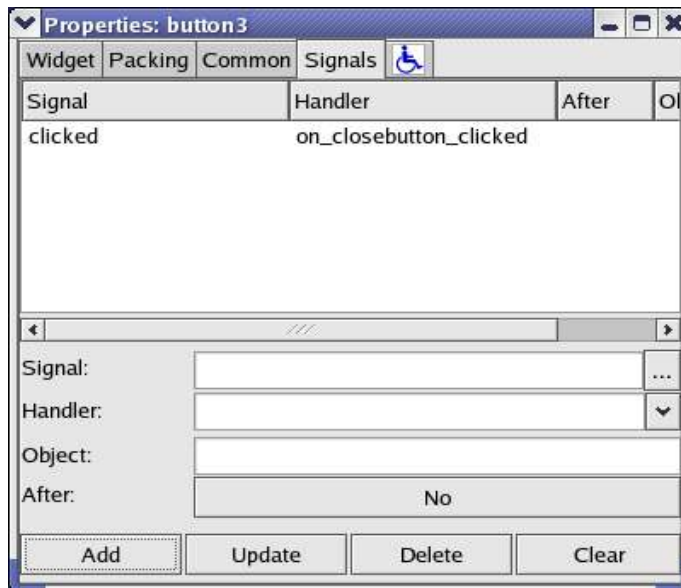 Properties: button3
Widget Packing Common Signals
Signal Handler After
clicked on_closebutton_clicked
Signal: ...
Handler:
Object:
After: No
Add Update Delete Clear